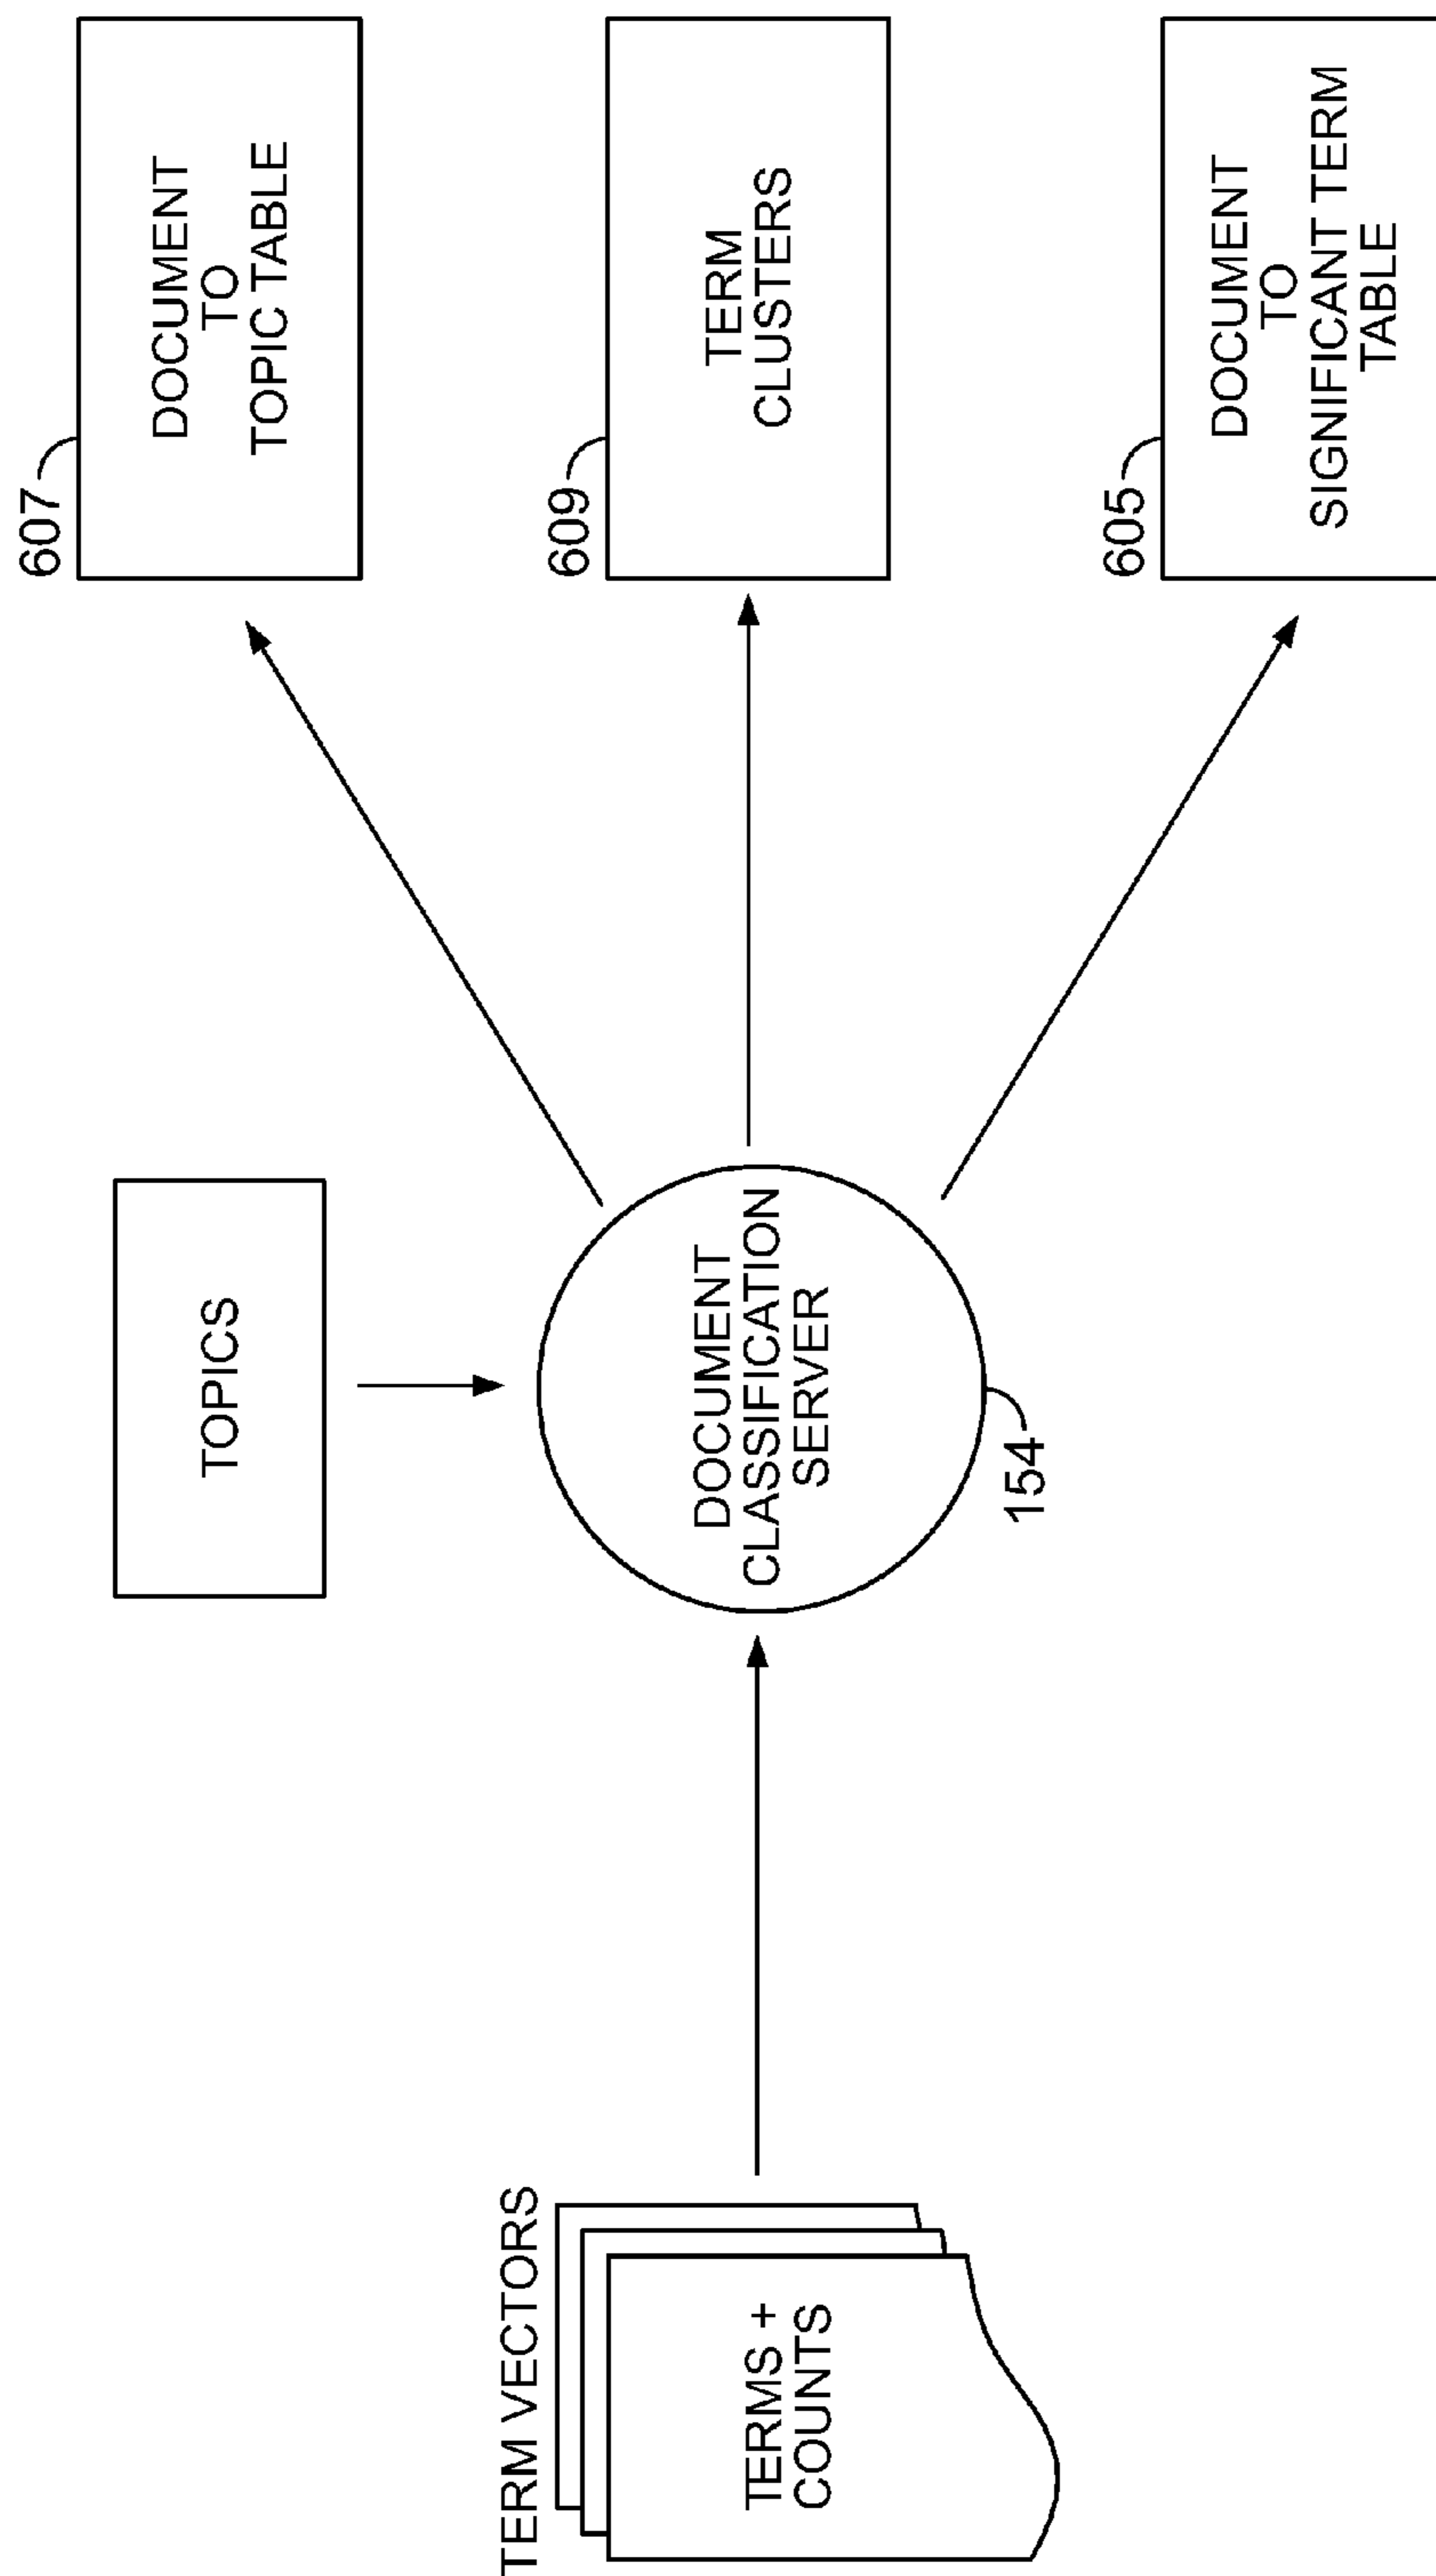 TERM VECTORS
TERMS +
COUNTS
TOPICS
DOCUMENT
CLASSIFICATION
SERVER
154
607
DOCUMENT
TO
TOPIC TABLE
609
TERM
CLUSTERS
605
DOCUMENT
TO
SIGNIFICANT TERM
TABLE